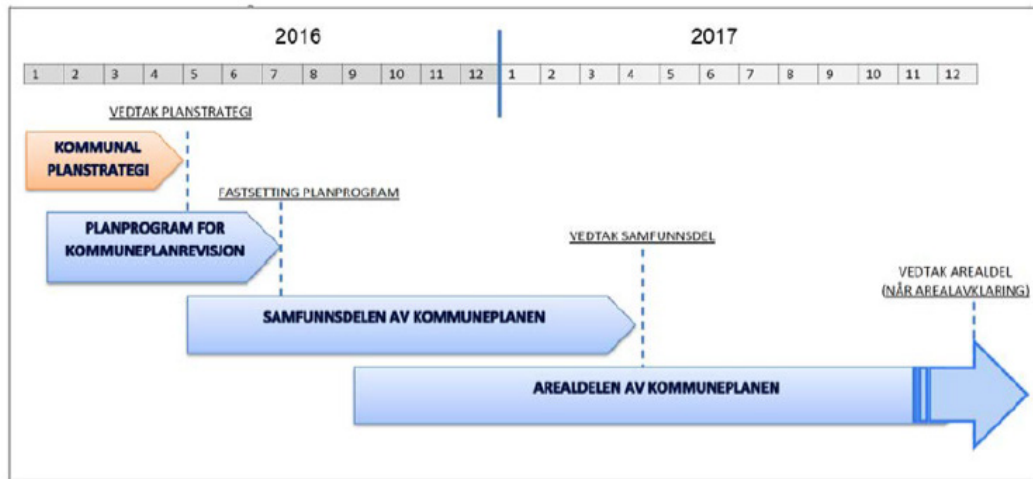 2016 2017
1 2 3 4 5 6 7 8 9 10 11 12 1 2 3 4 5 6 7 8 9 10 11 12
VEDTAK PLANSTRATEGI
KOMMUNAL
PLANSTRATEGI
FASTSETTING PLANPROGRAM
PLANPROGRAM FOR
KOMMUNEPLANREVISJON
VEDTAK SAMFUNNSDEL
SAMFUNNSDELEN AV KOMMUNEPLANEN
VEDTAK AREALDEL
(NÅR AREALAVKLARING)
AREALDELEN AV KOMMUNEPLANEN